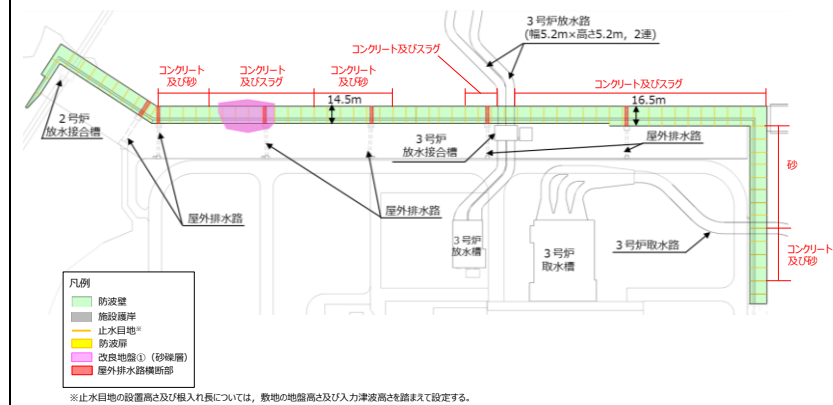 3号炉放水路
(幅5.2m×高さ5.2m，2連)
コンクリート及びスラグ
コンクリート
及び砂
コンクリート
及びスラグ
コンクリート
及び砂
コンクリート及びスラグ
14.5m
16.5m
2号炉
放水接合槽
3号炉
放水接合槽
屋外排水路
砂
屋外排水路
屋外排水路
3号炉
放水槽
3号炉
取水槽
3号炉取水路
コンクリート
及び砂
凡例
防波壁
施設護岸
止水目地※
防波扉
改良地盤①（砂礫層）
屋外排水路横断部
※止水目地の設置高さ及び根入れ長については，敷地の地盤高さ及び入力津波高さを踏まえて設定する。